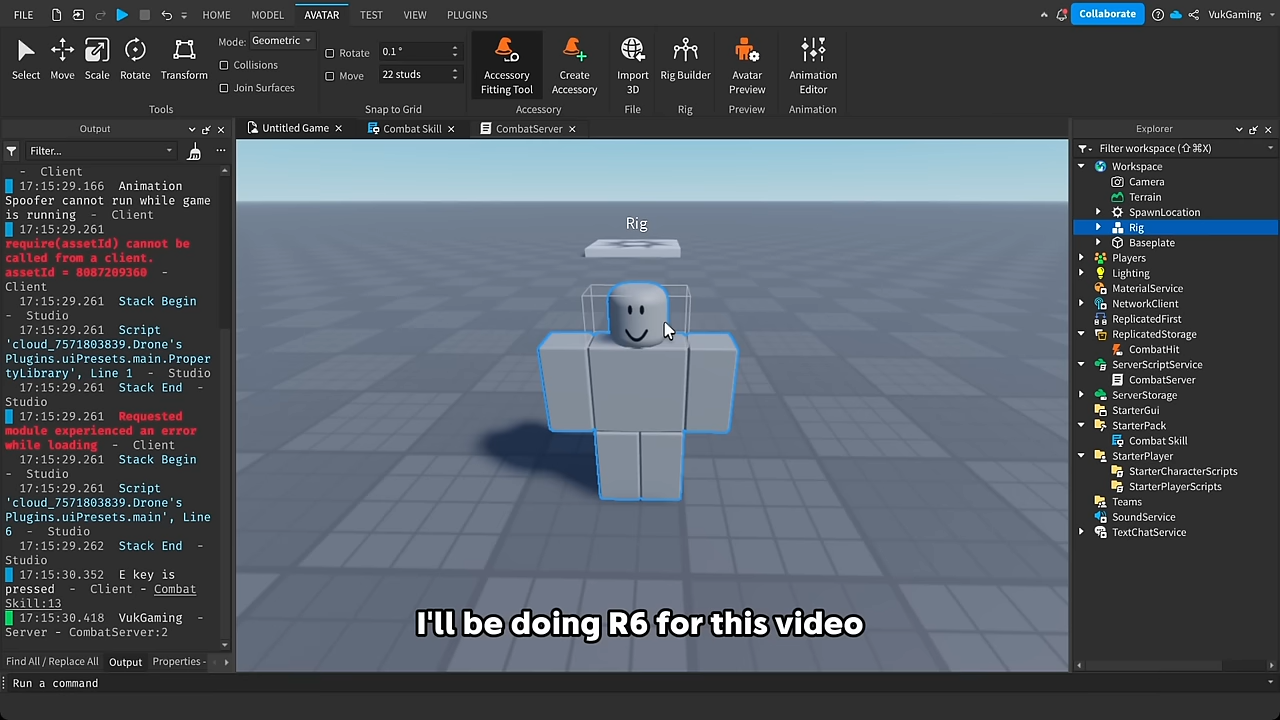 FILE
HOME
MODEL
AVATAR
TEST
VIEW
PLUGINS
Collaborate
VukGaming
Select
Move
Scale
Rotate
Transform
Mode: Geometric
Collisions
Join Surfaces
Tools
Rotate
0.1 °
Move
22 studs
Snap to Grid
Accessory
Fitting Tool
Create
Accessory
Accessory
Import
3D
File
Rig Builder
Rig
Avatar
Preview
Preview
Animation
Editor
Animation
Output
Filter...
- Client
17:15:29.166 Animation
Spoofer cannot run while game
is running - Client
17:15:29.261
require(assetId) cannot be
called from a client.
assetId = 8087209360 -
Client
17:15:29.261 Stack Begin
- Studio
17:15:29.261 Script
'cloud_7571803839.Drone's
Plugins.uiPresets.main.Proper
tyLibrary', Line 1 - Studio
17:15:29.261 Stack End -
Studio
17:15:29.261 Requested
module experienced an error
while loading - Client
17:15:29.261 Stack Begin
- Studio
17:15:29.261 Script
'cloud_7571803839.Drone's
Plugins.uiPresets.main', Line
6 - Studio
17:15:29.262 Stack End -
Studio
17:15:30.352 E key is
pressed - Client - Combat
Skill:13
17:15:30.418 VukGaming -
Server - CombatServer:2
Find All / Replace All
Output
Properties -
Run a command
Untitled Game
Combat Skill
CombatServer
Rig
I'll be doing R6 for this video
Explorer
Filter workspace (⇧⌘X)
Workspace
Camera
Terrain
SpawnLocation
Rig
Baseplate
Players
Lighting
MaterialService
NetworkClient
ReplicatedFirst
ReplicatedStorage
CombatHit
ServerScriptService
CombatServer
ServerStorage
StarterGui
StarterPack
Combat Skill
StarterPlayer
StarterCharacterScripts
StarterPlayerScripts
Teams
SoundService
TextChatService